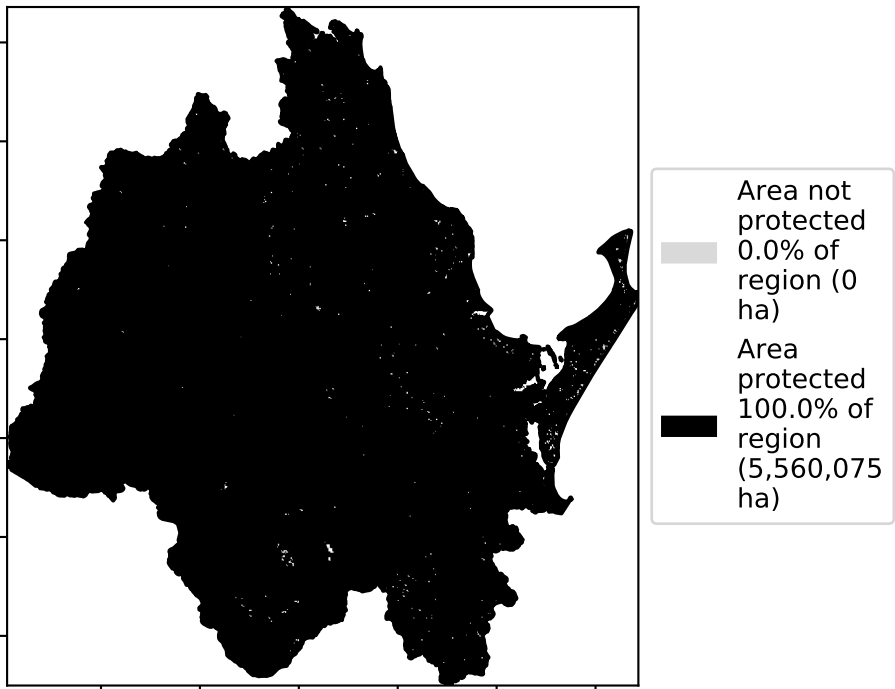 Area not
protected
0.0% of
region (0
ha)
Area
protected
100.0% of
region
(5,560,075
ha)